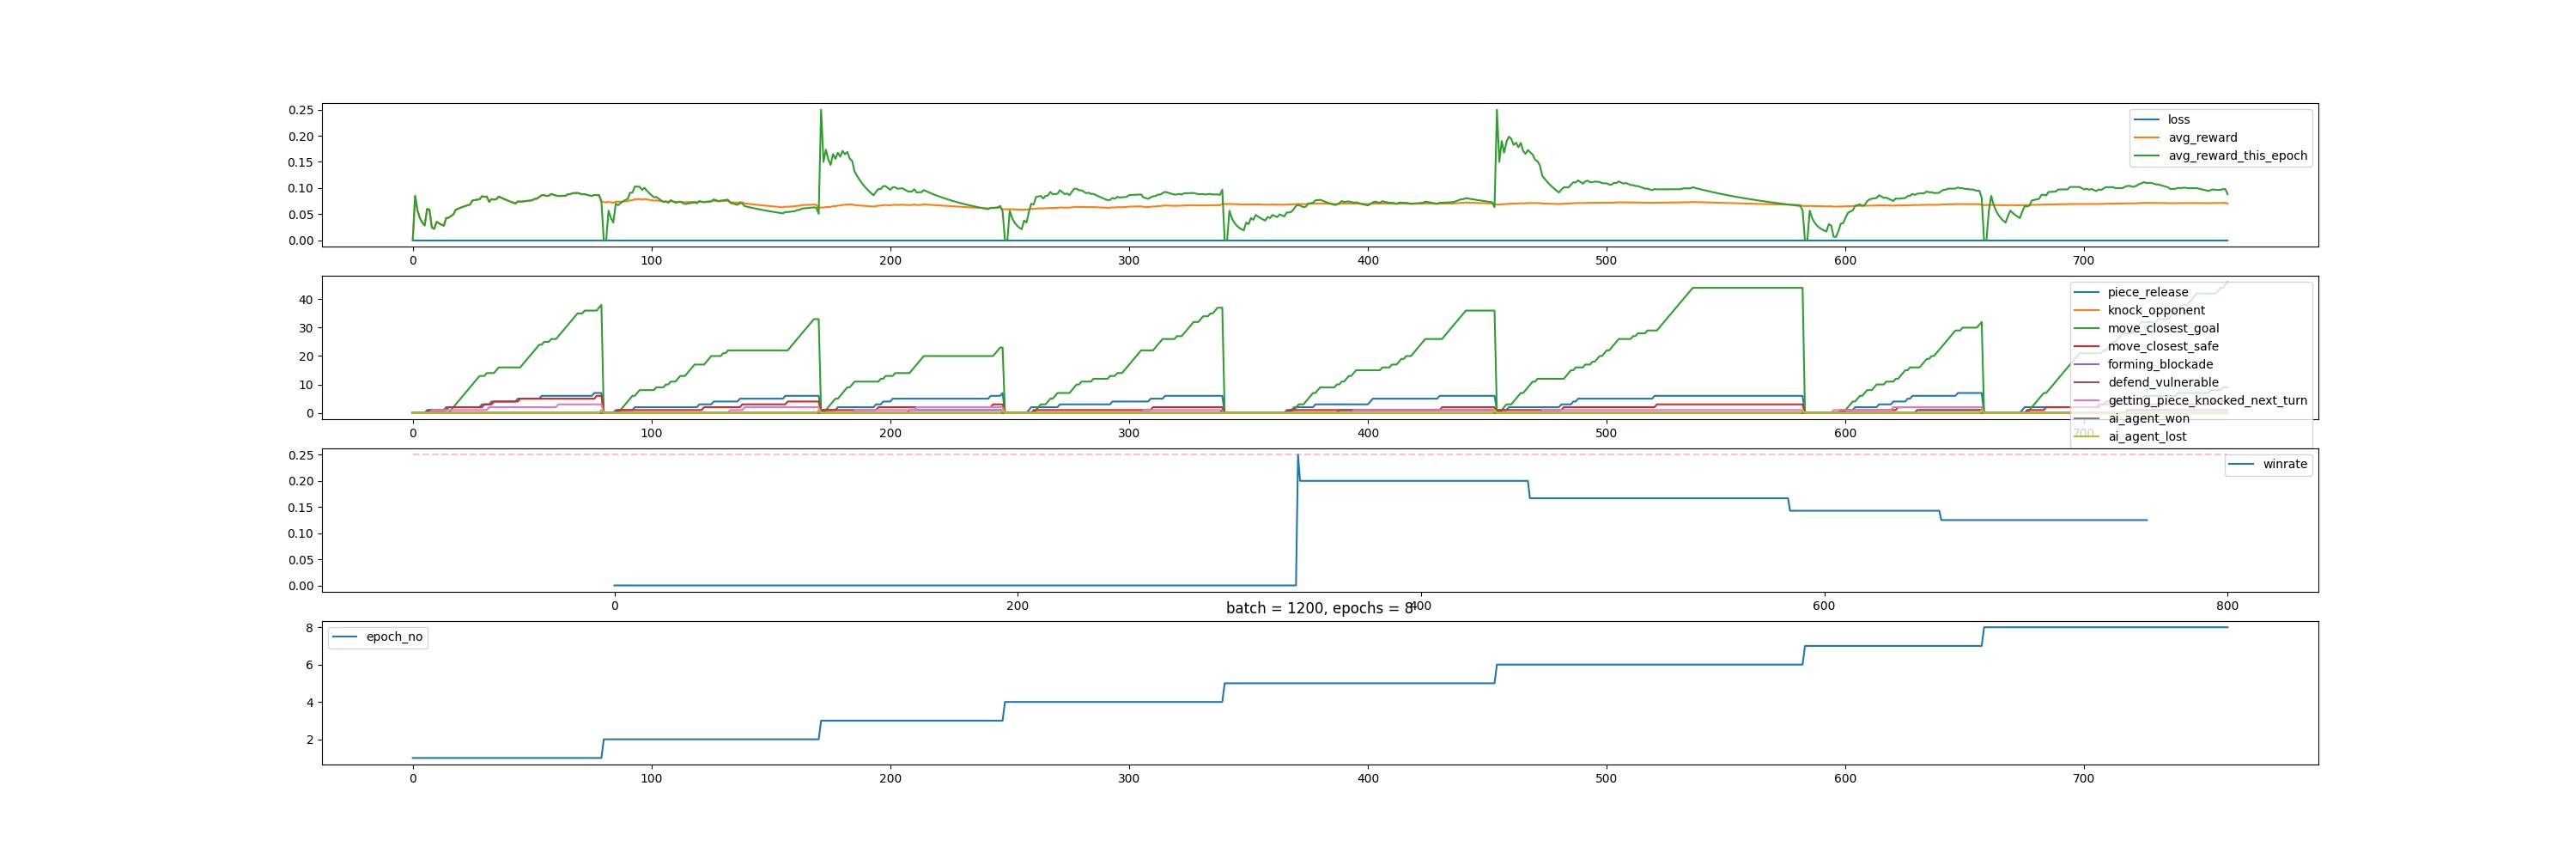 0.25
0.20
0.15
0.10
0.05
0.00
loss
avg_reward
avg_reward_this_epoch
0 100 200 300 400 500 600 700
40
30
20
10
0
piece_release
knock_opponent
move_closest_goal
move_closest_safe
forming_blockade
defend_vulnerable
getting_piece_knocked_next_turn
ai_agent_won
ai_agent_lost
0 100 200 300 400 500 600 700
0.25
0.20
0.15
0.10
0.05
0.00
winrate
0 200 400 600 800
batch = 1200, epochs = 8
8
6
4
2
epoch_no
0 100 200 300 400 500 600 700